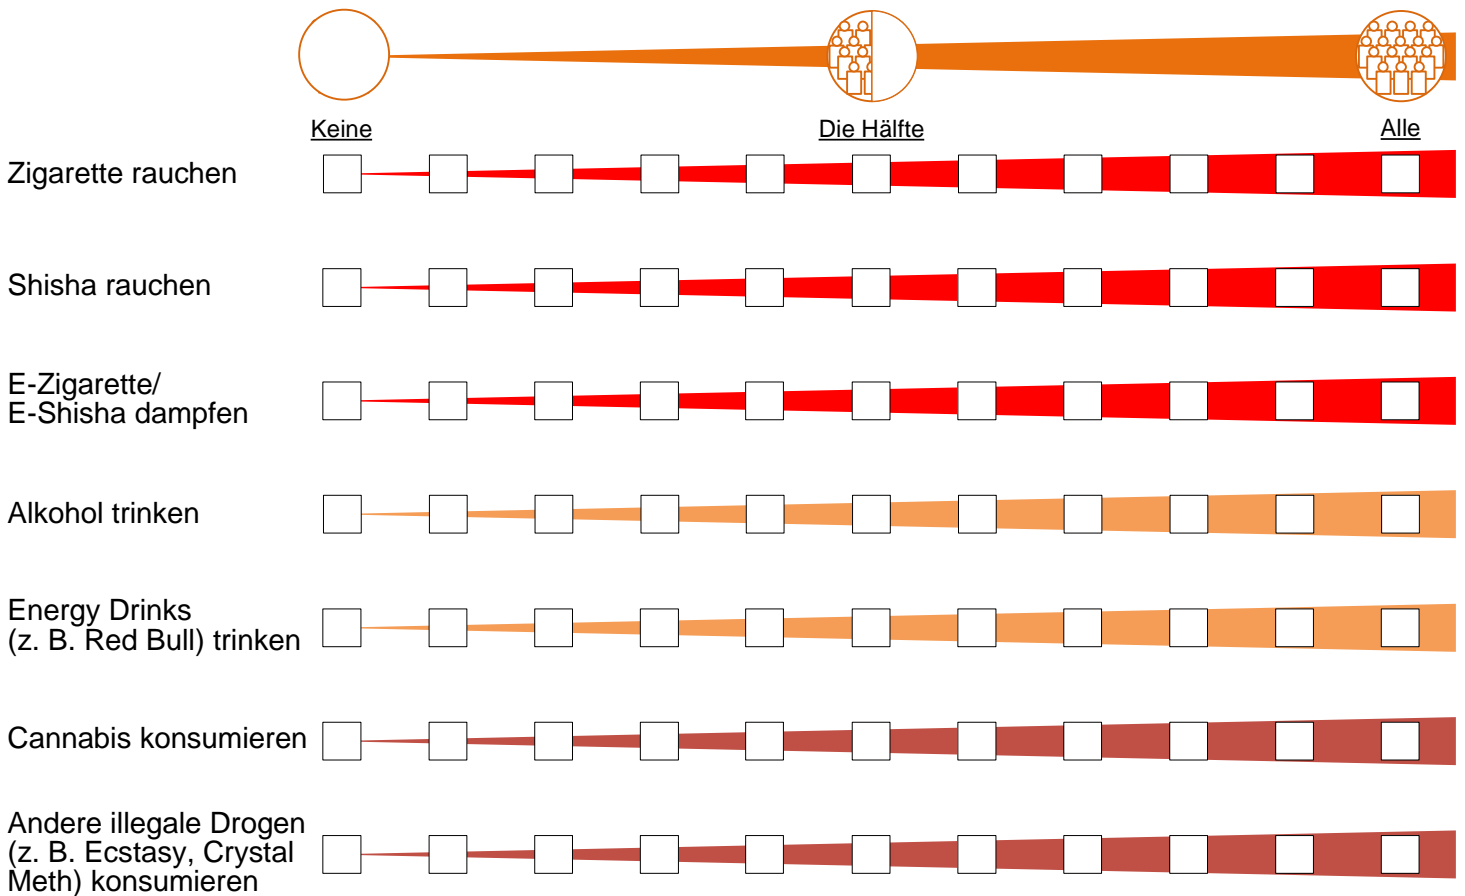 Keine
Die Hälfte
Alle
Zigarette rauchen
Shisha rauchen
E-Zigarette/
E-Shisha dampfen
Alkohol trinken
Energy Drinks
(z. B. Red Bull) trinken
Cannabis konsumieren
Andere illegale Drogen
(z. B. Ecstasy, Crystal
Meth) konsumieren